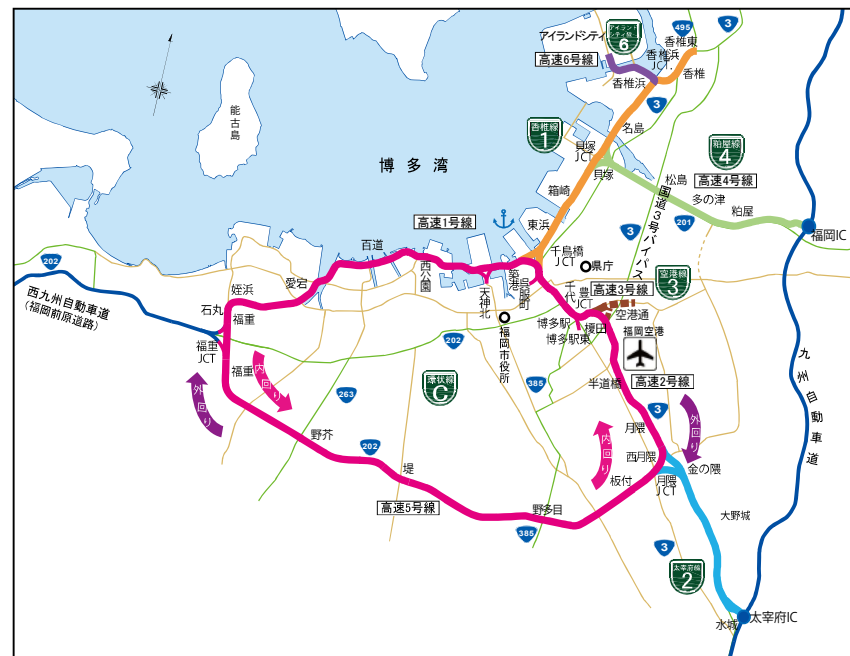 アイランドシティ
アイランド
シティ線
6
495
3
香椎東
高速6号線
香椎浜
JCT.
香椎浜
香椎
3
能古島
博多湾
香椎線
1
名島
貝塚
JCT
貝塚
粕屋線
4
松島
高速4号線
多の津
粕屋
201
国道3号バイパス
箱崎
高速1号線
東浜
3
福岡IC
202
百道
西公園
千鳥橋
JCT
県庁
築港
呉服町
天神北
空港線
3
姪浜
愛宕
西九州自動車道
(福岡前原道路)
石丸
福重
千代
豊
JCT
高速3号線
空港通
博多駅
榎田
福岡空港
博多駅東
福岡市役所
202
福重
JCT
福重
外回り
内回り
263
環状線
C
385
半道橋
高速2号線
3
外回り
九州自動車道
野芥
202
堤
内回り
月隈
西月隈
板付
月隈
JCT
金の隈
高速5号線
野多目
385
大野城
3
太宰府線
2
水城
太宰府IC